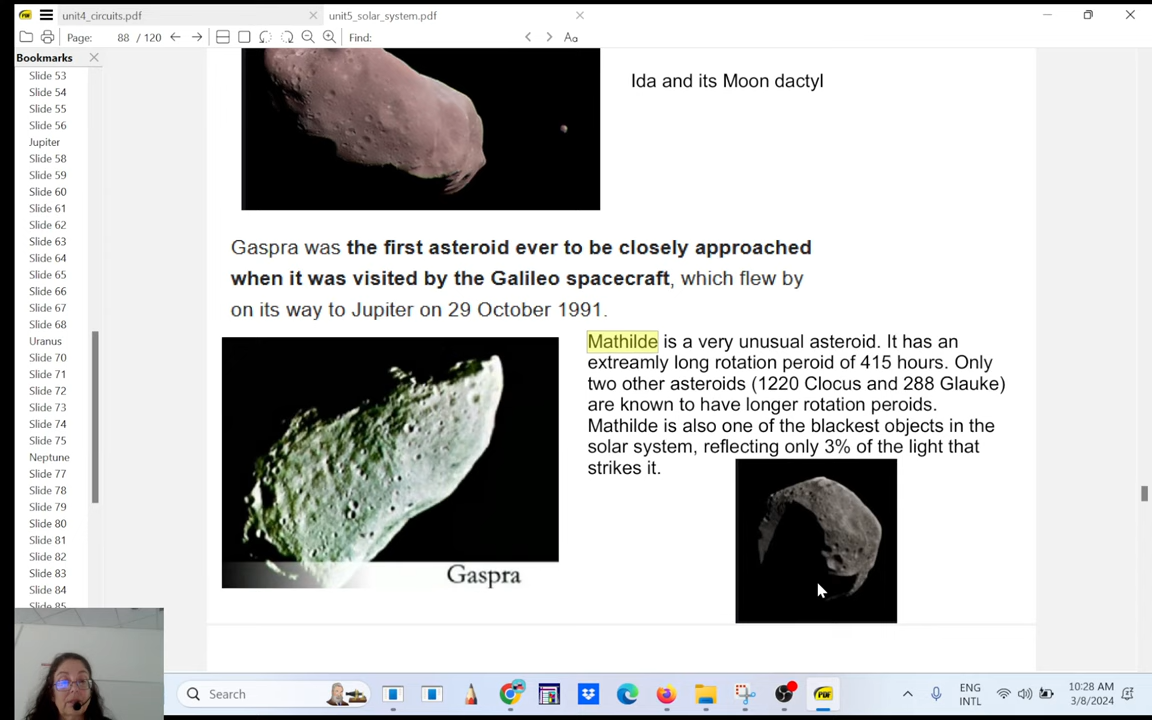 unit4_circuits.pdf
unit5_solar_system.pdf
Page: 88 / 120
Find:
Aa
Bookmarks
Slide 53
Slide 54
Slide 55
Slide 56
Jupiter
Slide 58
Slide 59
Slide 60
Slide 61
Slide 62
Slide 63
Slide 64
Slide 65
Slide 66
Slide 67
Slide 68
Uranus
Slide 70
Slide 71
Slide 72
Slide 73
Slide 74
Slide 75
Neptune
Slide 77
Slide 78
Slide 79
Slide 80
Slide 81
Slide 82
Slide 83
Slide 84
Slide 85
Ida and its Moon dactyl
Gaspra was the first asteroid ever to be closely approached
when it was visited by the Galileo spacecraft, which flew by
on its way to Jupiter on 29 October 1991.
Mathilde is a very unusual asteroid. It has an
extreamly long rotation peroid of 415 hours. Only
two other asteroids (1220 Clocus and 288 Glauke)
are known to have longer rotation peroids.
Mathilde is also one of the blackest objects in the
solar system, reflecting only 3% of the light that
strikes it.
Gaspra
Search
PDF
ENG
INTL
10:28 AM
3/8/2024